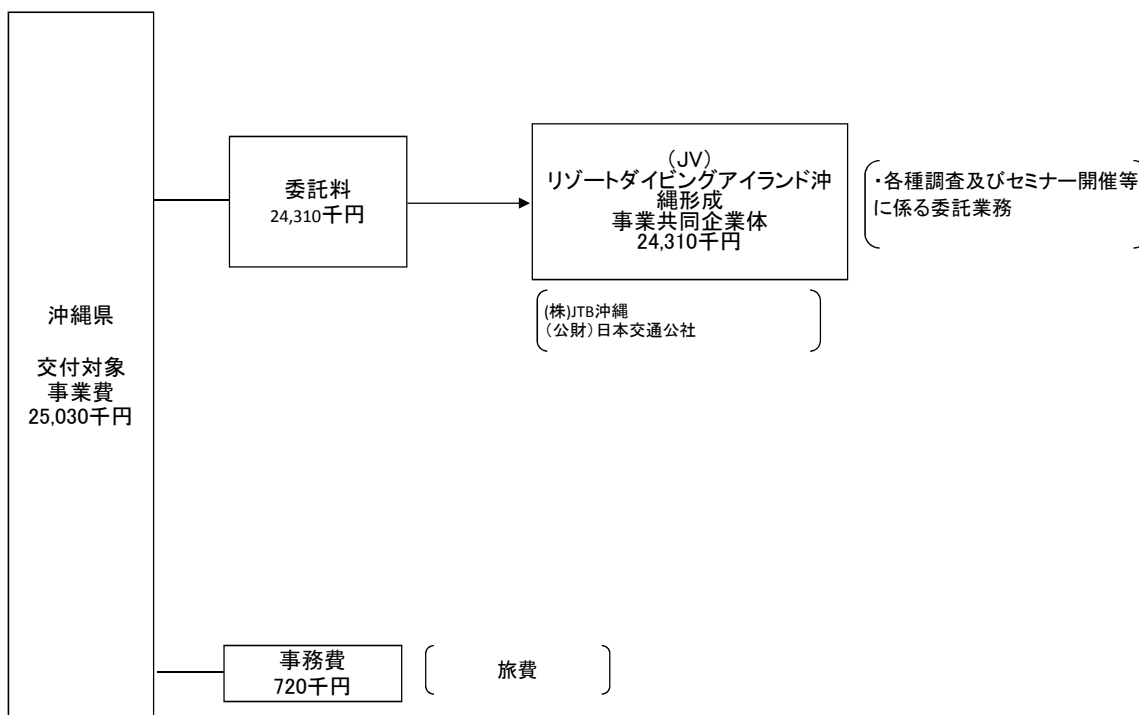 沖縄県
交付対象
事業費
25,030千円
委託料
24,310千円
(JV)
リゾートダイビングアイランド沖
縄形成
事業共同企業体
24,310千円
・各種調査及びセミナー開催等
に係る委託業務
(株)JTB沖縄
（公財）日本交通公社
事務費
720千円
旅費